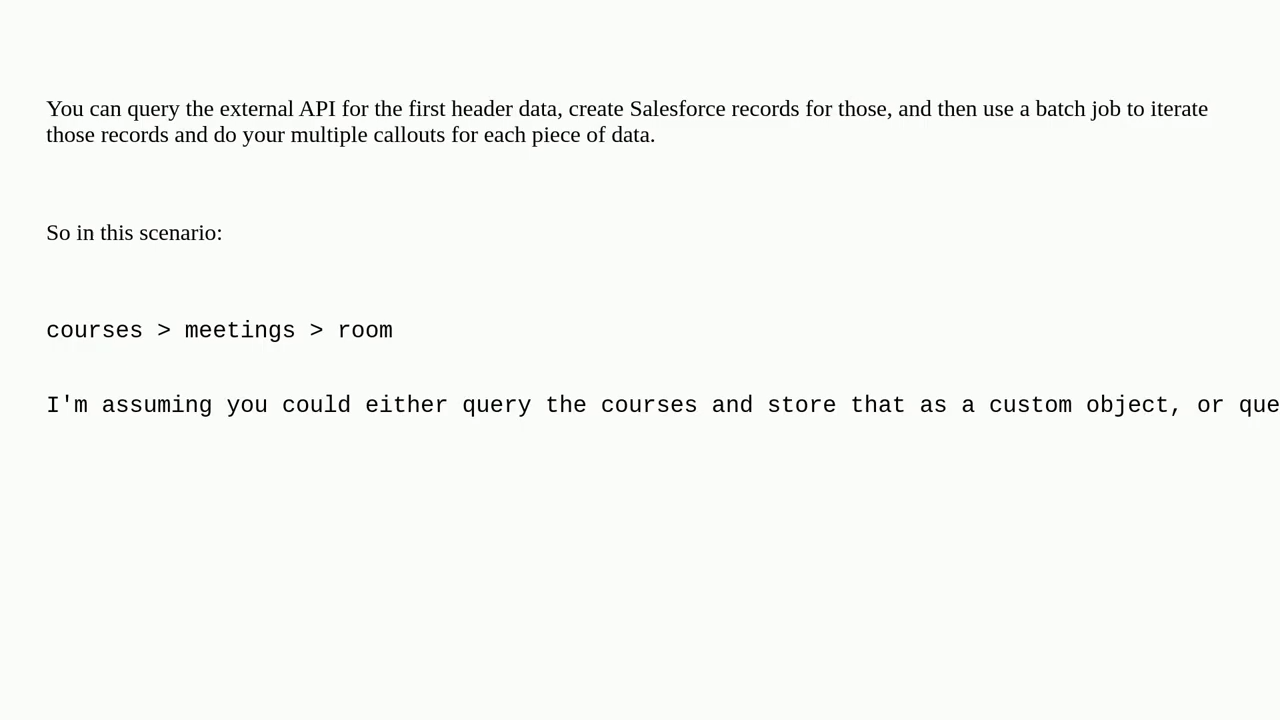 You can query the external API for the first header data, create Salesforce records for those, and then use a batch job to iterate
those records and do your multiple callouts for each piece of data.
So in this scenario:
courses > meetings > room
I'm assuming you could either query the courses and store that as a custom object, or que